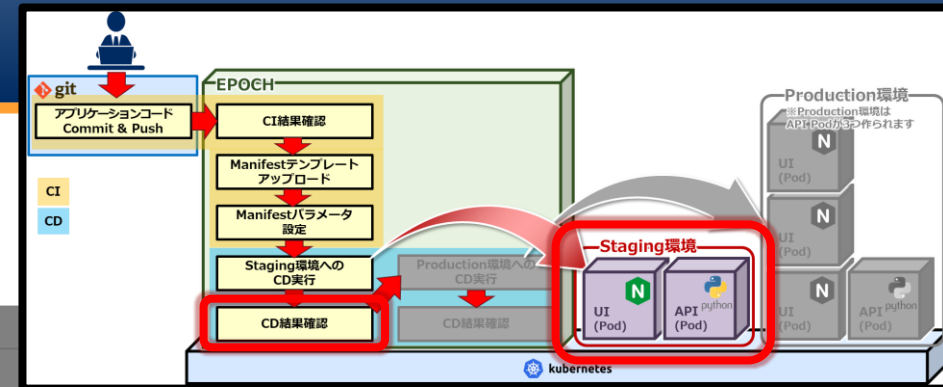 git
アプリケーションコード
Commit & Push
CI
CD
EPOCH
CI結果確認
Manifestテンプレート
アップロード
Manifestパラメータ
設定
Staging環境への
CD実行
CD結果確認
Production環境への
CD実行
CD結果確認
Staging環境
N
UI
(Pod)
python
API
(Pod)
Production環境
※Production環境は
API Podが3つ作られます
N
UI
(Pod)
N
UI
(Pod)
N
UI
(Pod)
python
API
(Pod)
kubernetes